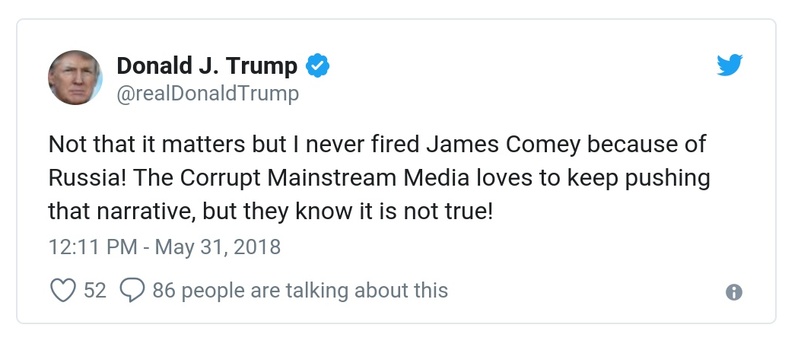 Donald J. Trump
@realDonaldTrump
Not that it matters but I never fired James Comey because of
Russia! The Corrupt Mainstream Media loves to keep pushing
that narrative, but they know it is not true!
12:11 PM - May 31, 2018
52 86 people are talking about this